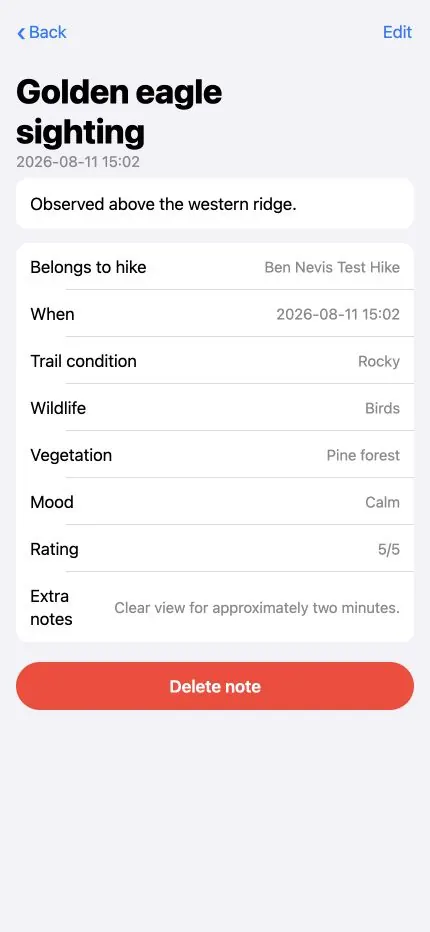 Back
Edit
Golden eagle
sighting
2026-08-11 15:02
Observed above the western ridge.
Belongs to hike Ben Nevis Test Hike
When 2026-08-11 15:02
Trail condition Rocky
Wildlife Birds
Vegetation Pine forest
Mood Calm
Rating 5/5
Extra
notes
Clear view for approximately two minutes.
Delete note